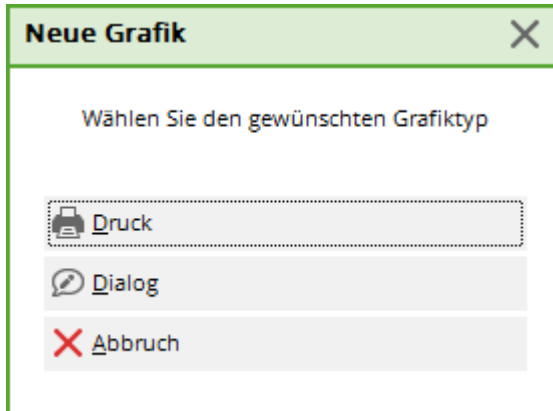 Neue Grafik
Wählen Sie den gewünschten Grafiktyp
Druck
Dialog
Abbruch